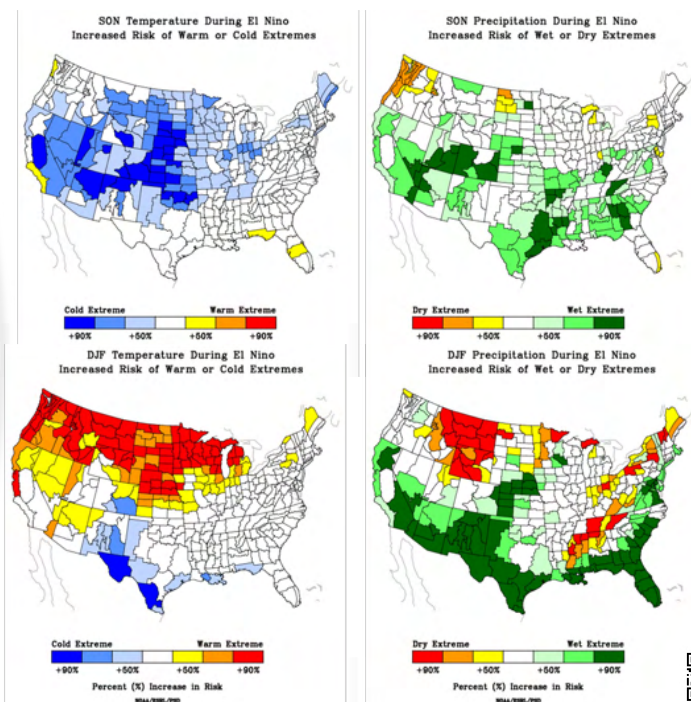 SON Temperature During El Nino
Increased Risk of Warm or Cold Extremes
Cold Extreme Warm Extreme
+90% +50% +50% +90%
SON Precipitation During El Nino
Increased Risk of Wet or Dry Extremes
Dry Extreme Wet Extreme
+90% +50% +50% +90%
DJF Temperature During El Nino
Increased Risk of Warm or Cold Extremes
Cold Extreme Warm Extreme
+90% +50% +50% +90%
Percent (%) Increase in Risk
DJF Precipitation During El Nino
Increased Risk of Wet or Dry Extremes
Dry Extreme Wet Extreme
+90% +50% +50% +90%
Percent (%) Increase in Risk